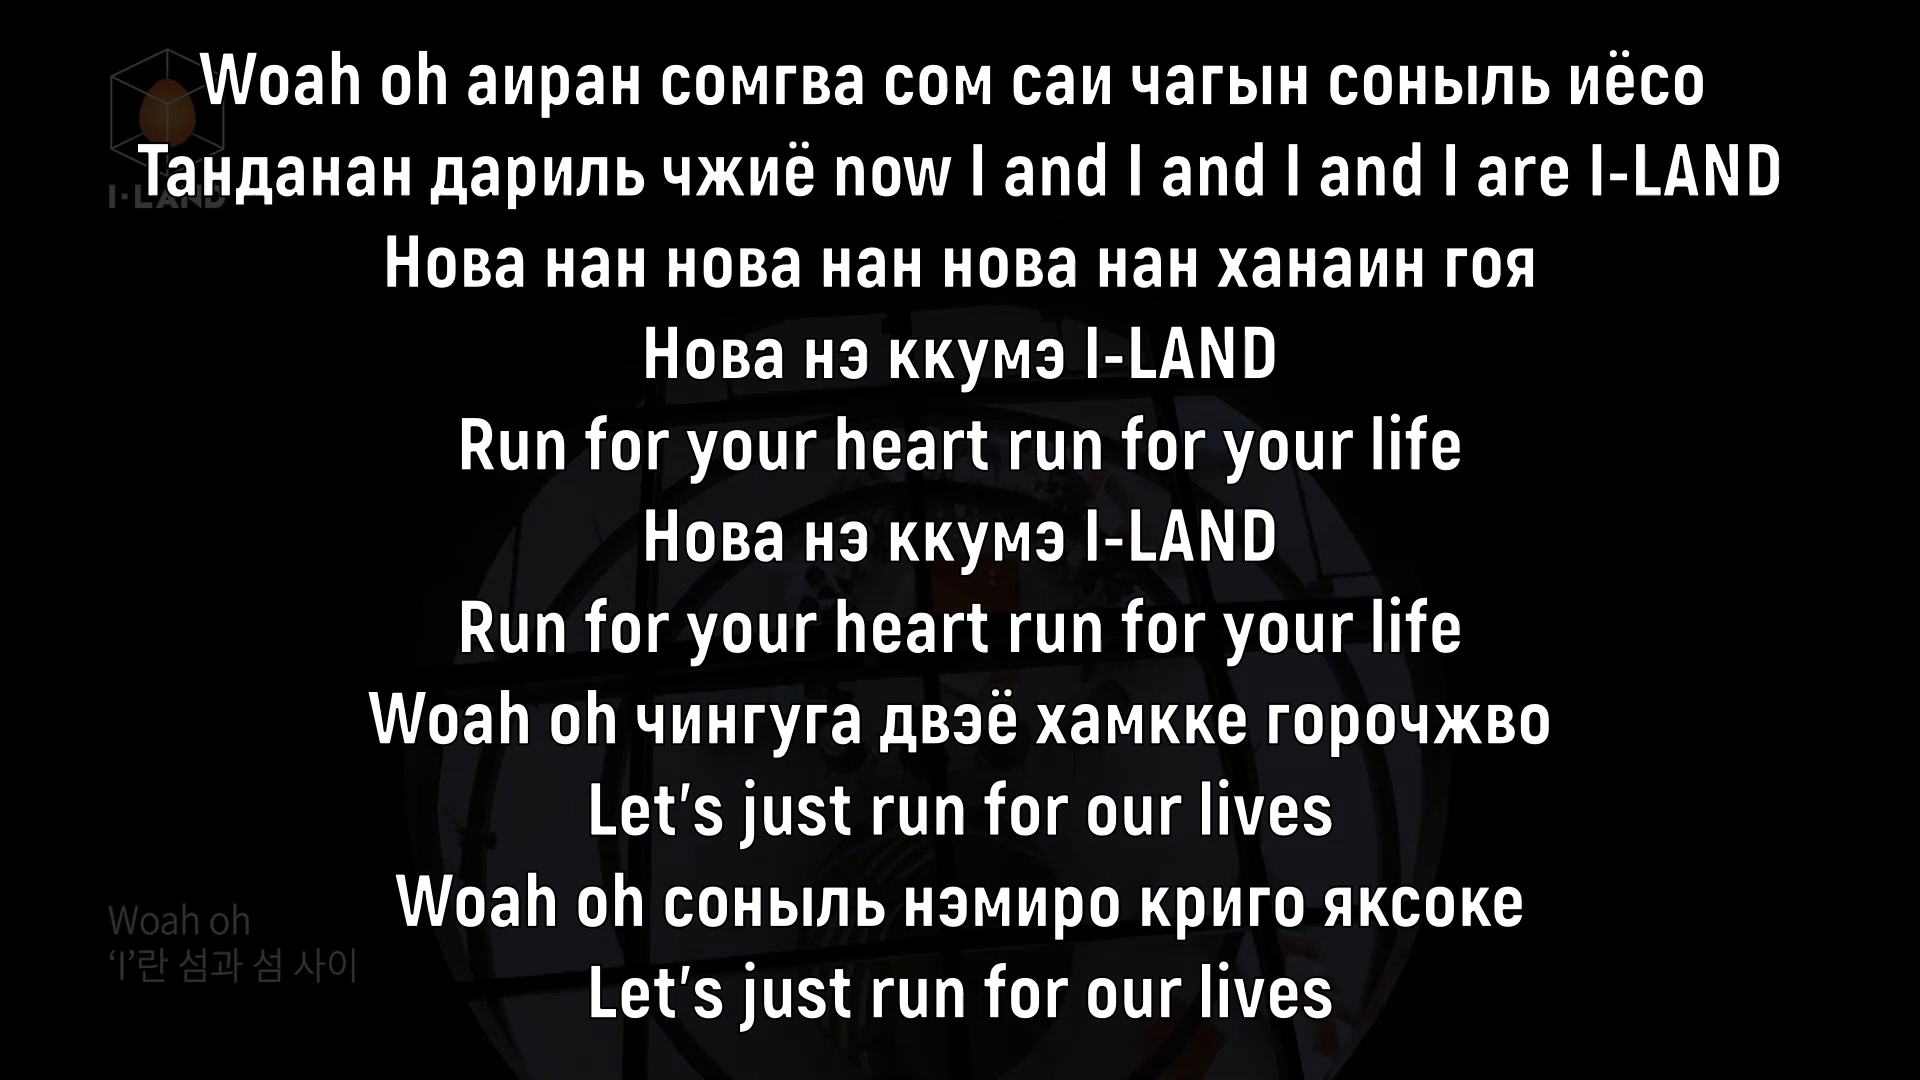 Woah oh аиран сомгва сом саи чагын соныль иёсо
Танданан дариль чжиё now I and I and I and I are I-LAND
Нова нан нова нан нова нан ханаин гоя
Нова нэ ккумэ I-LAND
Run for your heart run for your life
Нова нэ ккумэ I-LAND
Run for your heart run for your life
Woah oh чингуга двэё хамкке горочжво
Let's just run for our lives
Woah oh соныль нэмиро криго яксоке
Let's just run for our lives
I·LAND
Woah oh
‘I’란 섬과 섬 사이